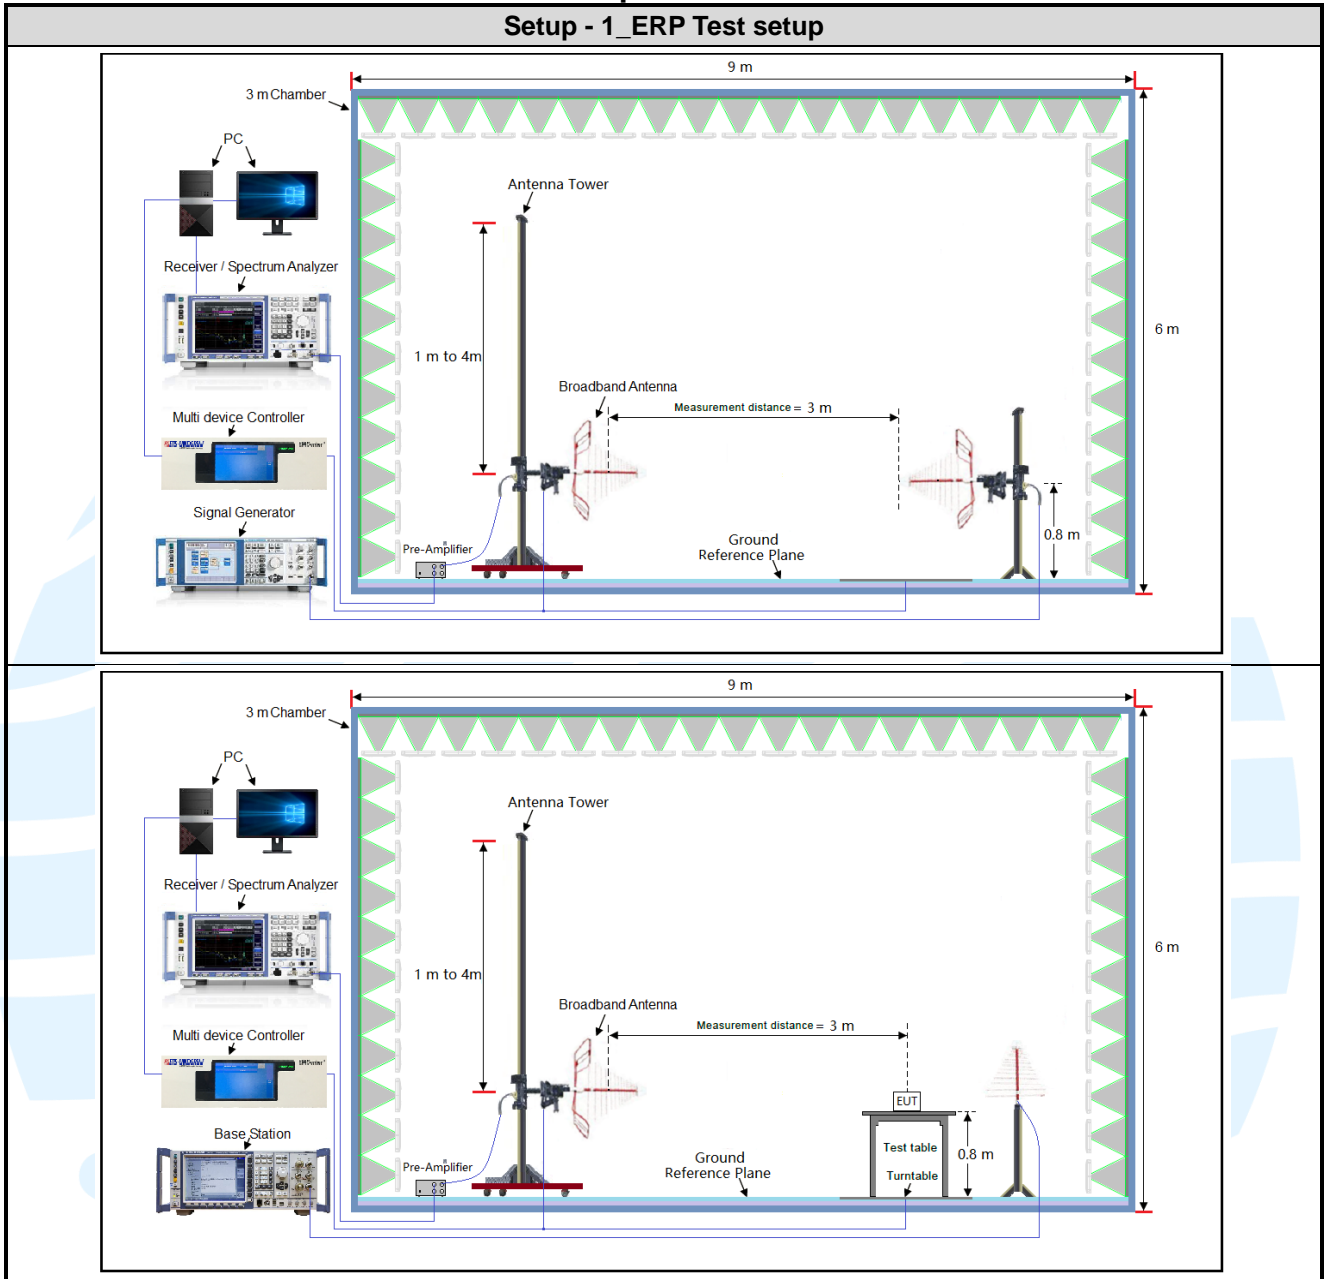 Setup - 1_ERP Test setup
9 m
3 m Chamber
PC
Antenna Tower
Receiver / Spectrum Analyzer
6 m
1 m to 4m
Broadband Antenna
Measurement distance = 3 m
Multi device Controller
Signal Generator
0.8 m
Ground
Reference Plane
Pre-Amplifier
9 m
3 m Chamber
PC
Antenna Tower
Receiver / Spectrum Analyzer
6 m
1 m to 4m
Broadband Antenna
Measurement distance = 3 m
Multi device Controller
EUT
Base Station
Test table
0.8 m
Ground
Reference Plane
Pre-Amplifier
Turntable